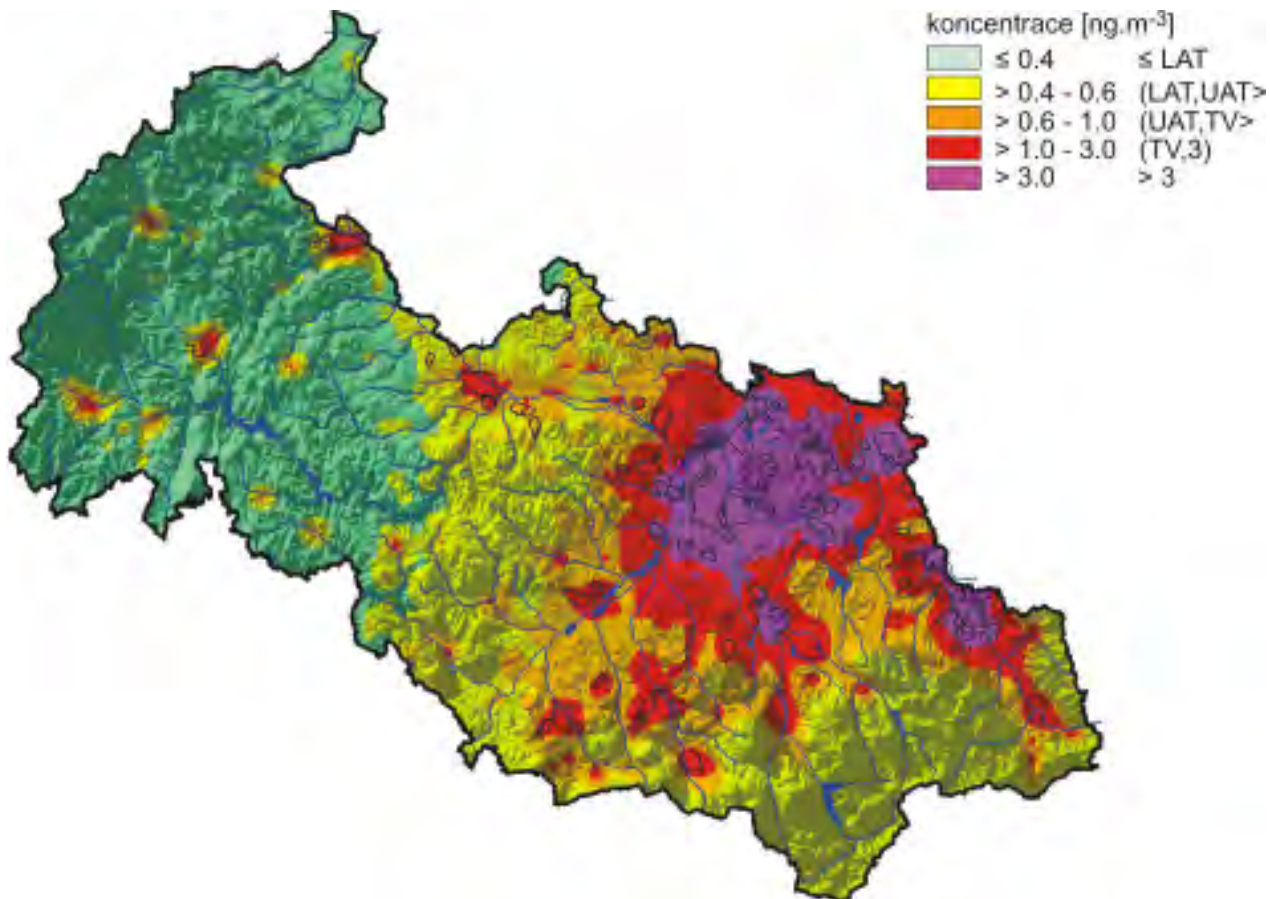 koncentrace [ng.m-3]
≤ 0.4 ≤ LAT
> 0.4 - 0.6 (LAT,UAT>
> 0.6 - 1.0 (UAT,TV>
> 1.0 - 3.0 (TV,3)
> 3.0 > 3